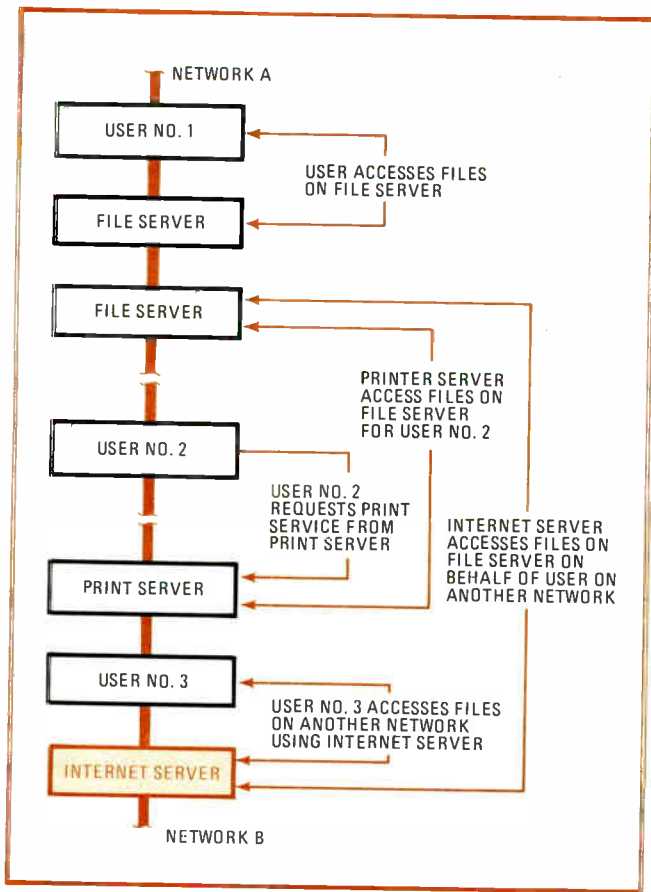 NETWORK A
USER NO. 1
USER ACCESSES FILES
ON FILE SERVER
FILE SERVER
FILE SERVER
PRINTER SERVER
ACCESS FILES ON
FILE SERVER
FOR USER NO. 2
USER NO. 2
USER NO. 2
REQUESTS PRINT
SERVICE FROM
PRINT SERVER
INTERNET SERVER
ACCESSES FILES ON
FILE SERVER ON
BEHALF OF USER ON
ANOTHER NETWORK
PRINT SERVER
USER NO. 3
USER NO. 3 ACCESSES FILES
ON ANOTHER NETWORK
USING INTERNET SERVER
INTERNET SERVER
NETWORK B